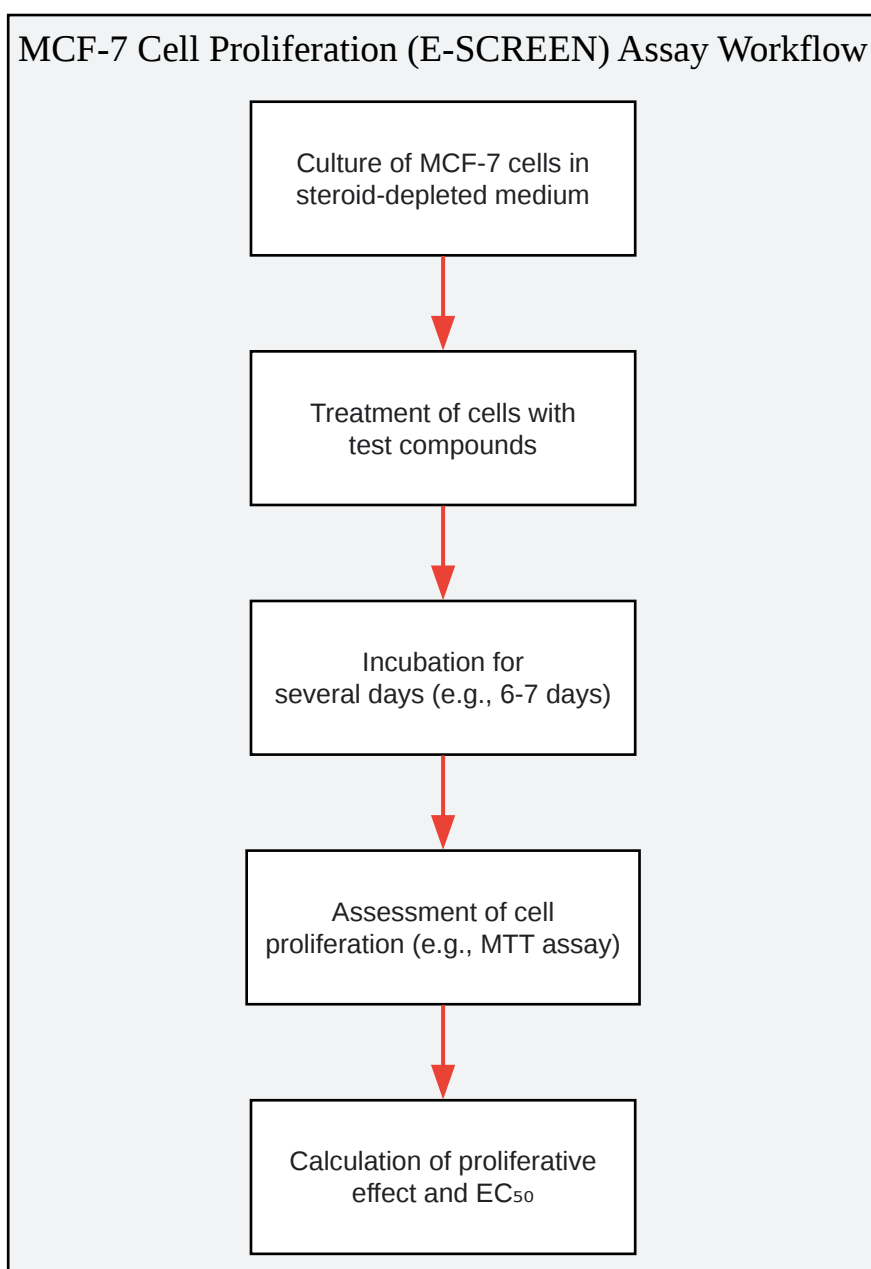 MCF-7 Cell Proliferation (E-SCREEN) Assay Workflow
Culture of MCF-7 cells in
steroid-depleted medium
Treatment of cells with
test compounds
Incubation for
several days (e.g., 6-7 days)
Assessment of cell
proliferation (e.g., MTT assay)
Calculation of proliferative
effect and EC₅₀